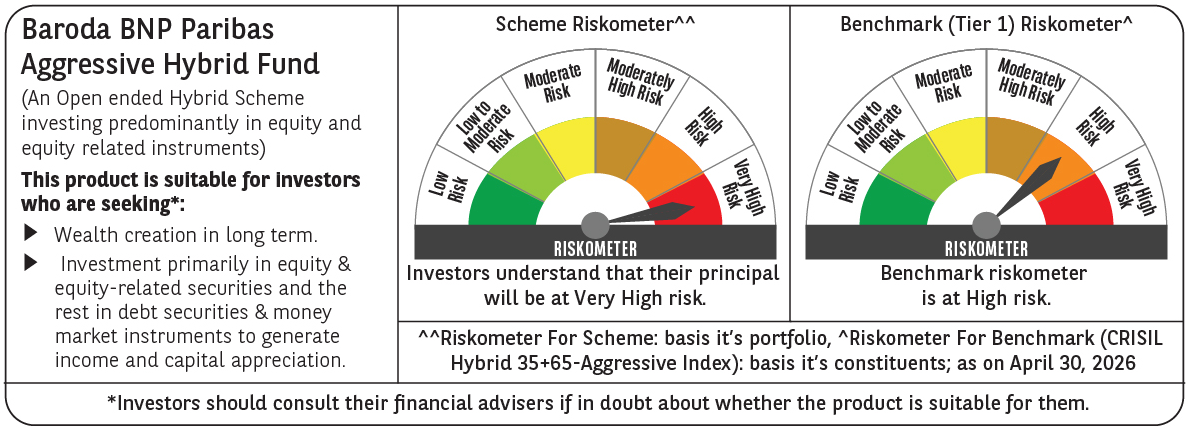 Baroda BNP Paribas
Aggressive Hybrid Fund
(An Open ended Hybrid Scheme
investing predominantly in equity and
equity related instruments)
This product is suitable for investors
who are seeking*:
Wealth creation in long term.
Investment primarily in equity &
equity-related securities and the
rest in debt securities & money
market instruments to generate
income and capital appreciation.
Scheme Riskometer^^
Low
Risk
Low to
Moderate
Risk
Moderate
Risk
Moderately
High Risk
High
Risk
Very High
Risk
RISKOMETER
Investors understand that their principal
will be at Very High risk.
Benchmark (Tier 1) Riskometer^
Low
Risk
Low to
Moderate
Risk
Moderate
Risk
Moderately
High Risk
High
Risk
Very High
Risk
RISKOMETER
Benchmark riskometer
is at High risk.
^^Riskometer For Scheme: basis it's portfolio, ^Riskometer For Benchmark (CRISIL
Hybrid 35+65-Aggressive Index): basis it's constituents; as on April 30, 2026
*Investors should consult their financial advisers if in doubt about whether the product is suitable for them.